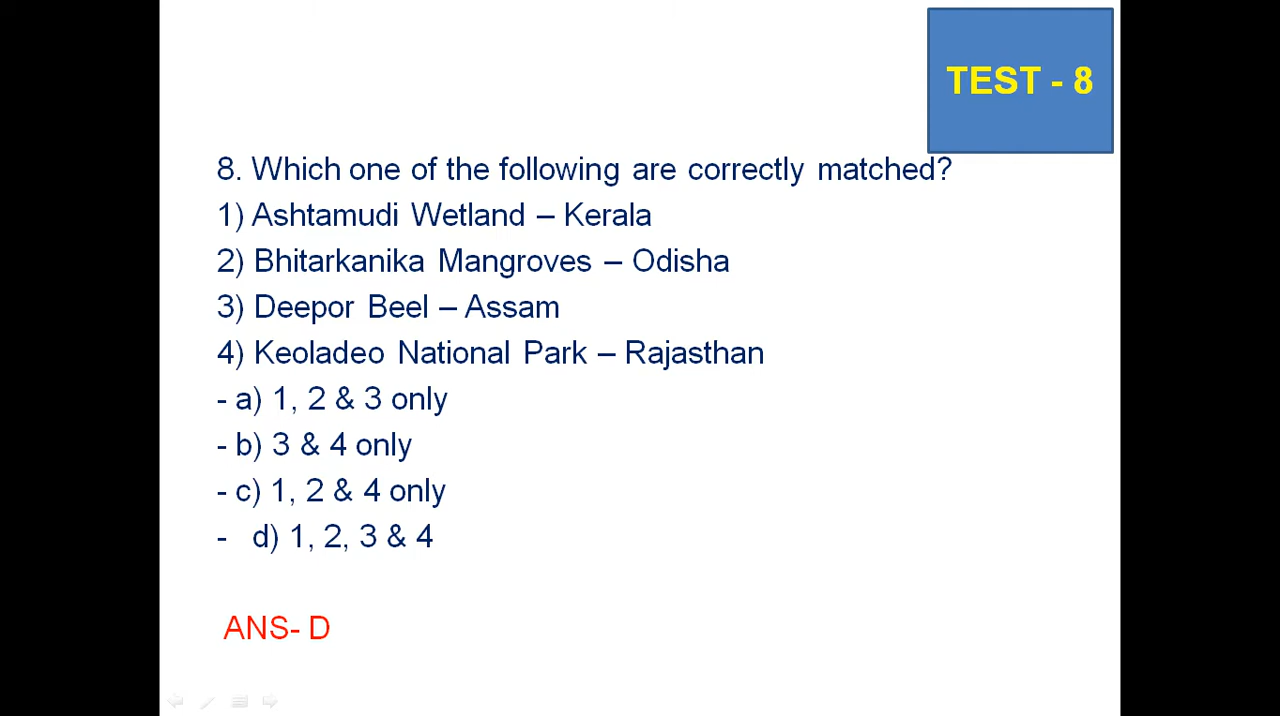 TEST - 8
8. Which one of the following are correctly matched?
1) Ashtamudi Wetland – Kerala
2) Bhitarkanika Mangroves – Odisha
3) Deepor Beel – Assam
4) Keoladeo National Park – Rajasthan
- a) 1, 2 & 3 only
- b) 3 & 4 only
- c) 1, 2 & 4 only
- d) 1, 2, 3 & 4
ANS- D